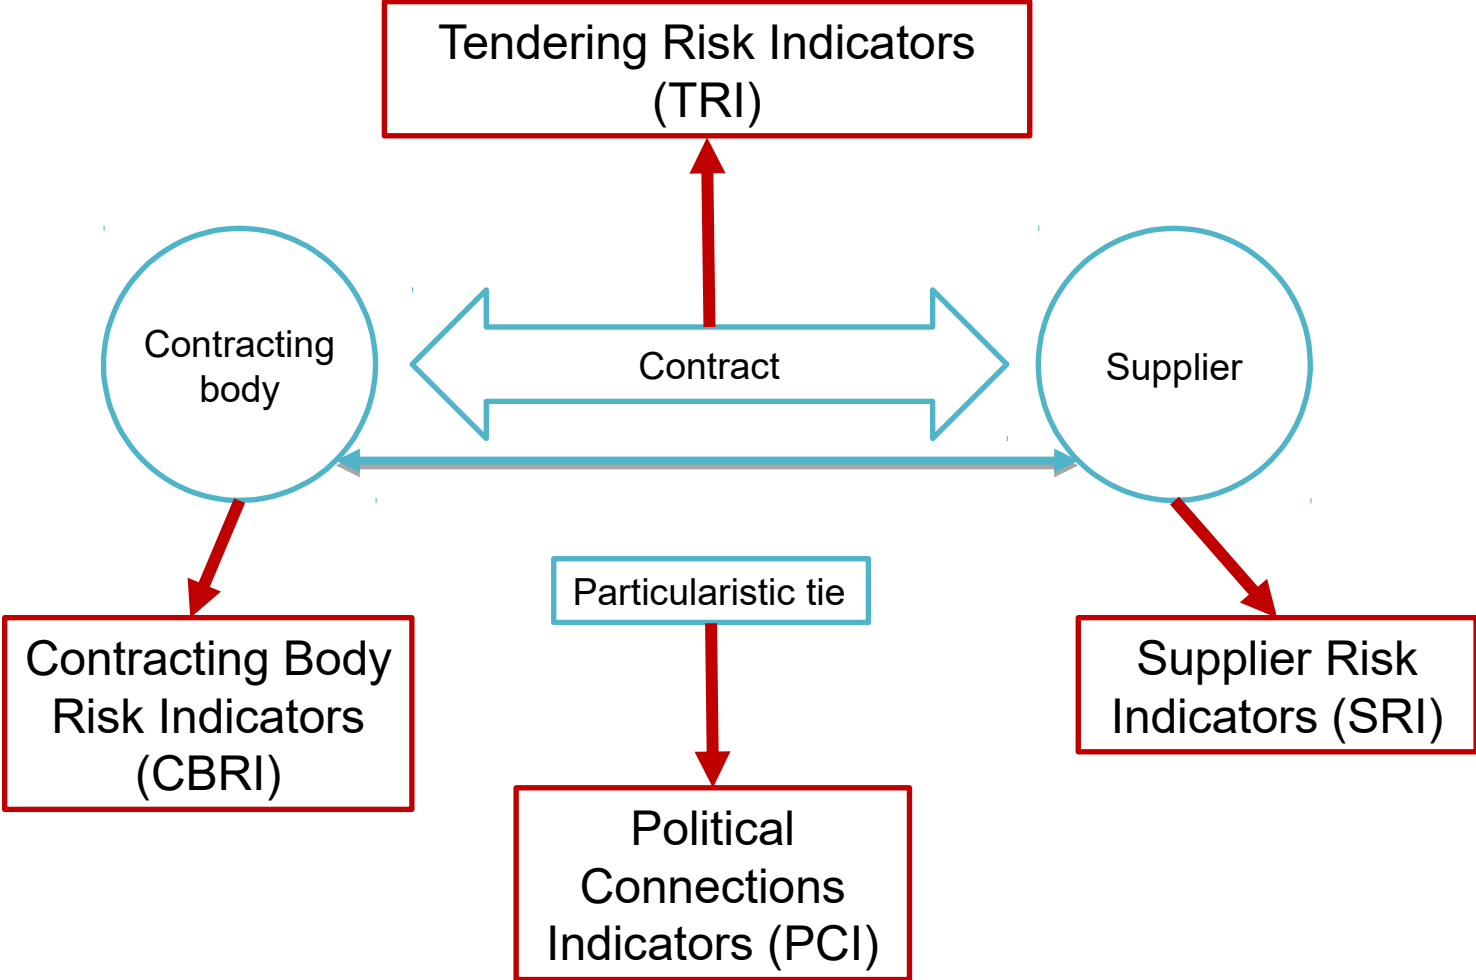 Tendering Risk Indicators
(TRI)
Contracting
body
Contract
Supplier
Particularistic tie
Contracting Body
Risk Indicators
(CBRI)
Supplier Risk
Indicators (SRI)
Political
Connections
Indicators (PCI)